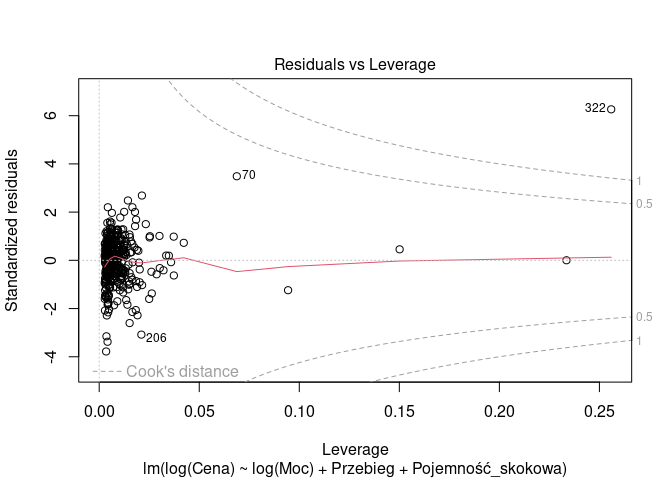 Residuals vs Leverage
Standardized residuals
6
4
2
0
-2
-4
322
70
206
1
0.5
0.5
1
Cook's distance
0.00 0.05 0.10 0.15 0.20 0.25
Leverage
lm(log(Cena) ~ log(Moc) + Przebieg + Pojemność_skokowa)